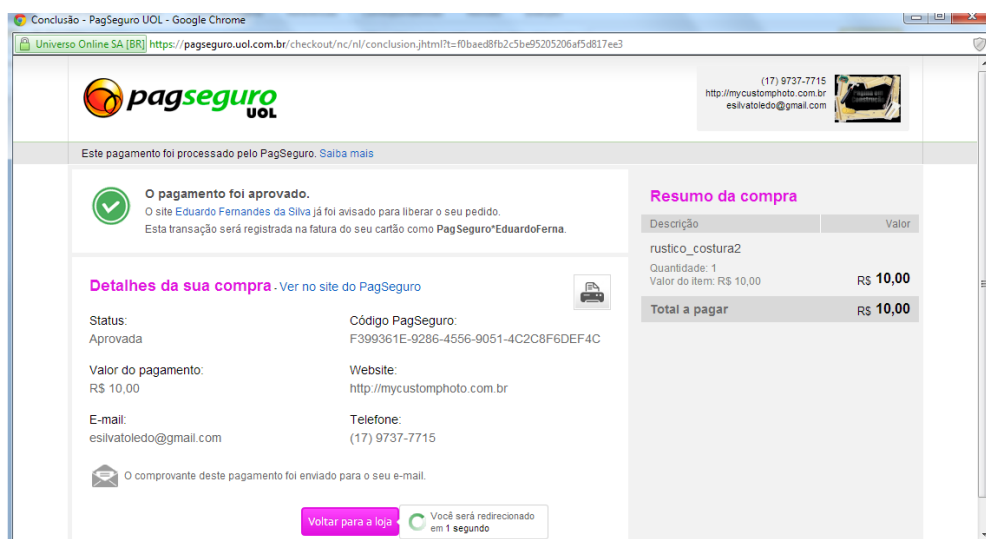 Conclusão - PagSeguro UOL - Google Chrome
Universo Online SA [BR] https://pagseguro.uol.com.br/checkout/nc/nl/conclusion.jhtml?t=f0baed8fb2c5be95205206af5d817ee3
pagseguro
UOL
(17) 9737-7715
http://mycustomphoto.com.br
esilvatoledo@gmail.com
Página em
Construção
Este pagamento foi processado pelo PagSeguro. Saiba mais
O pagamento foi aprovado.
O site Eduardo Fernandes da Silva já foi avisado para liberar o seu pedido.
Esta transação será registrada na fatura do seu cartão como PagSeguro*EduardoFerna.
Detalhes da sua compra - Ver no site do PagSeguro
Status:
Aprovada
Código PagSeguro:
F399361E-9286-4556-9051-4C2C8F6DEF4C
Valor do pagamento:
R$ 10,00
Website:
http://mycustomphoto.com.br
E-mail:
esilvatoledo@gmail.com
Telefone:
(17) 9737-7715
O comprovante deste pagamento foi enviado para o seu e-mail.
Voltar para a loja
Você será redirecionado
em 1 segundo
Resumo da compra
Descrição Valor
rustico_costura2
Quantidade: 1
Valor do item: R$ 10,00 R$ 10,00
Total a pagar R$ 10,00